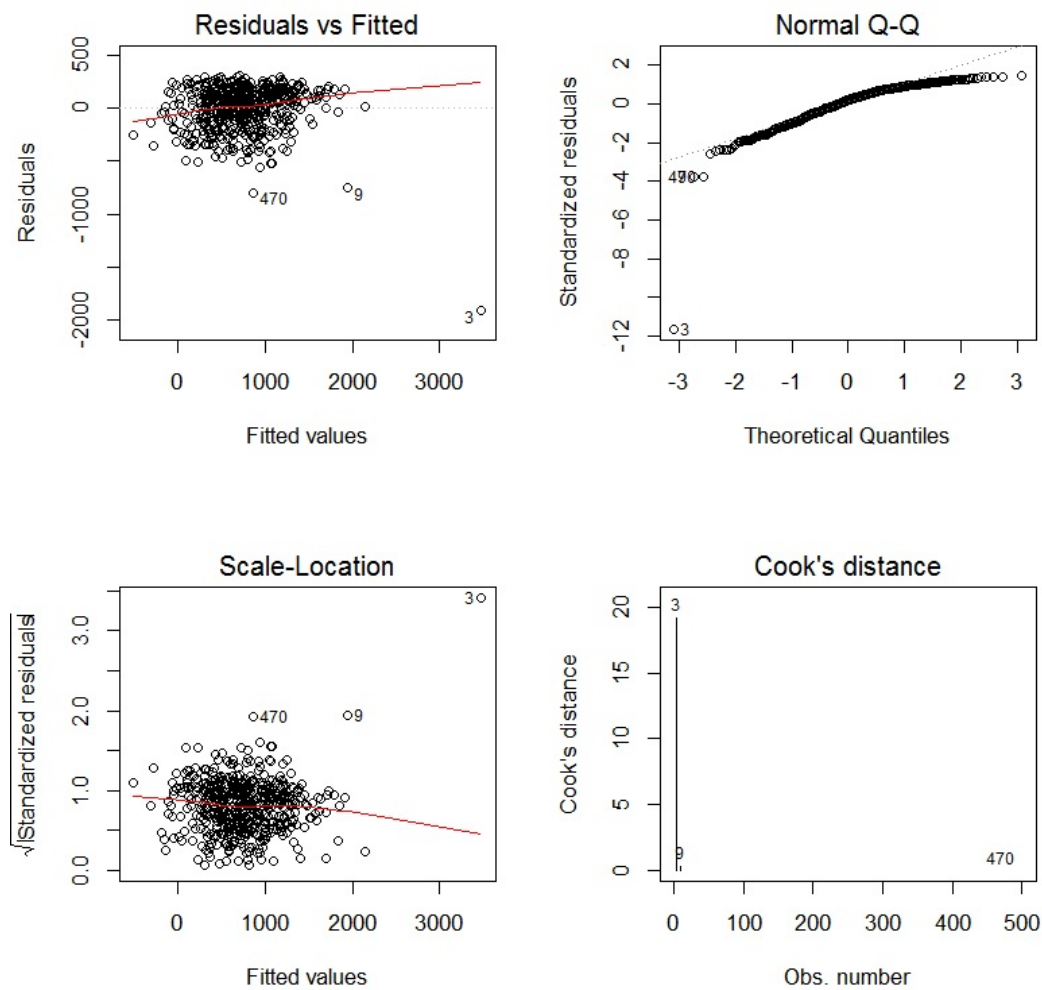 Residuals vs Fitted
Residuals
500
0
-1000
-2000
470
9
3
0 1000 2000 3000
Fitted values
Normal Q-Q
Standardized residuals
2
0
-2
-4
-6
-8
-12
3
-3 -2 -1 0 1 2 3
Theoretical Quantiles
Scale-Location
√|Standardized residuals|
3.0
2.0
1.0
0.0
3
470
9
0 1000 2000 3000
Fitted values
Cook's distance
Cook's distance
20
15
10
5
0
3
9
470
0 100 200 300 400 500
Obs. number